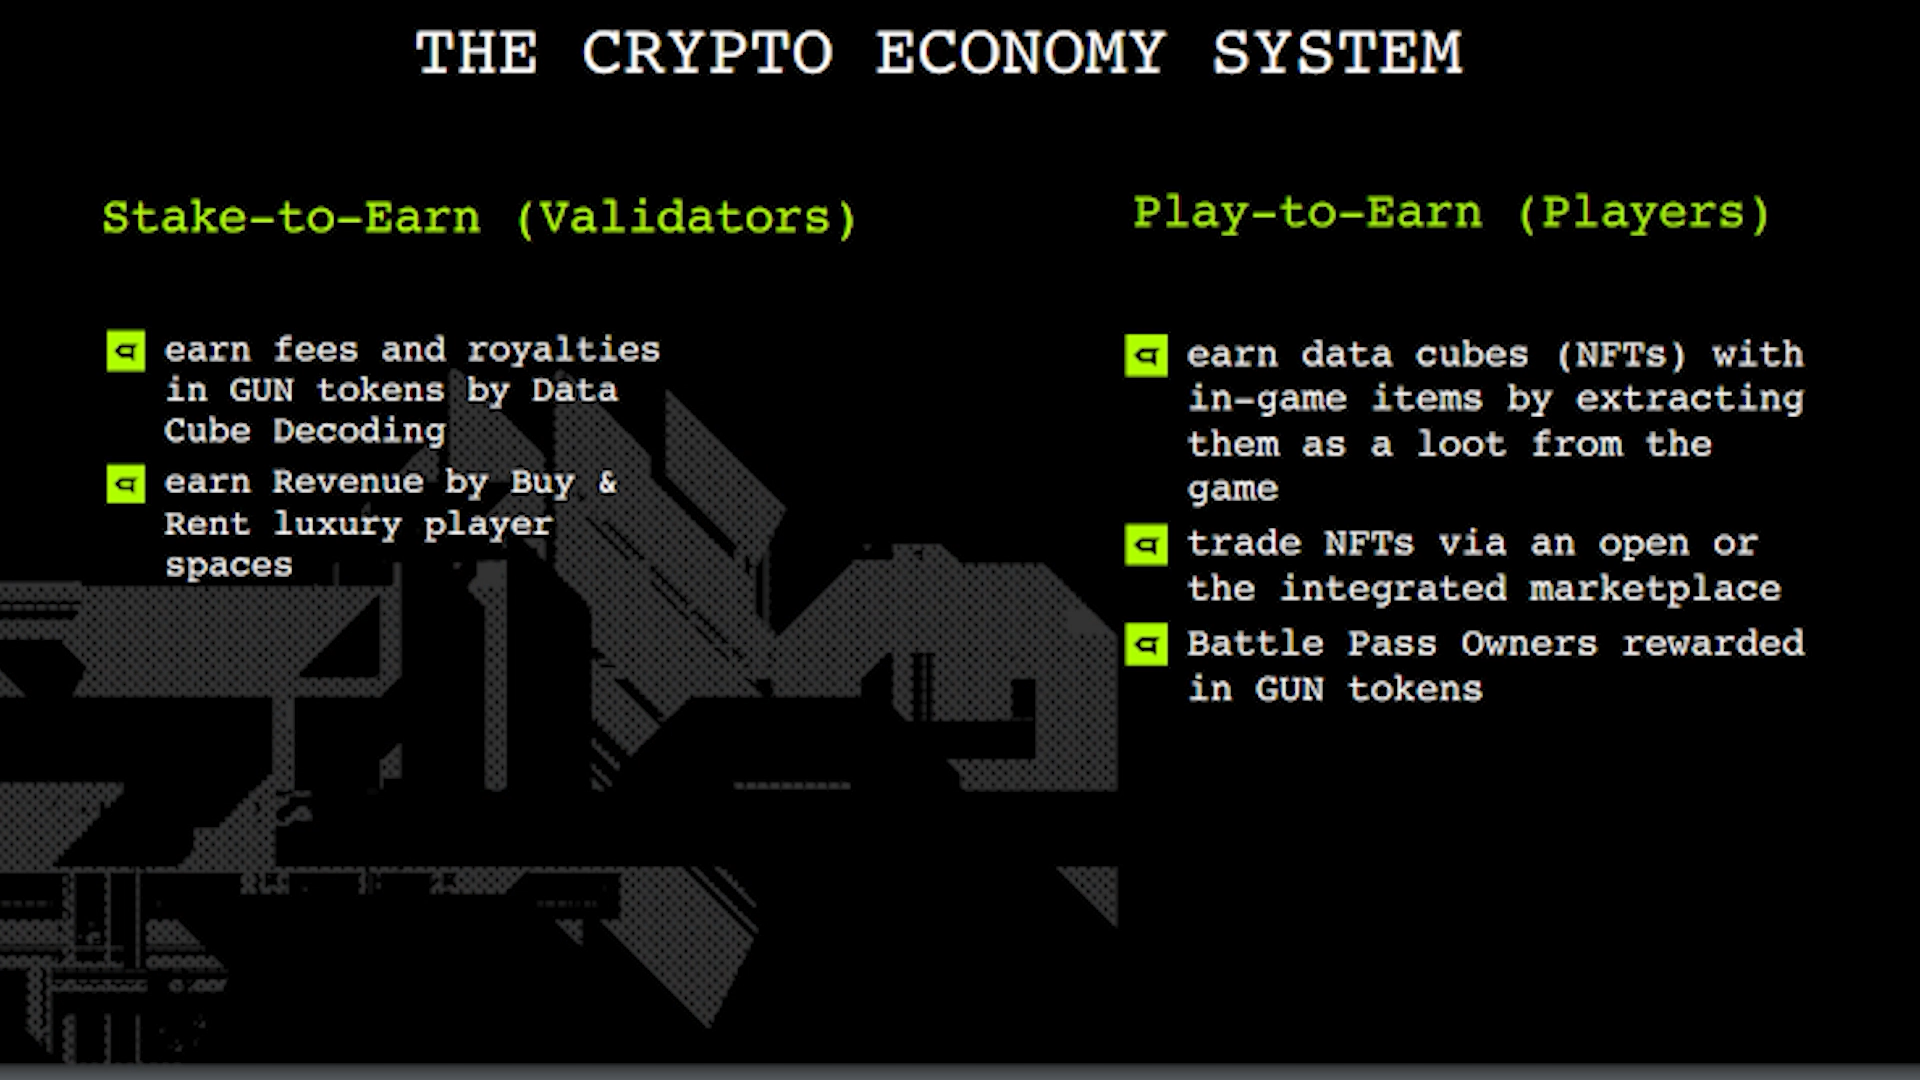 THE CRYPTO ECONOMY SYSTEM
Stake-to-Earn (Validators)
earn fees and royalties
in GUN tokens by Data
Cube Decoding
earn Revenue by Buy &
Rent luxury player
spaces
Play-to-Earn (Players)
earn data cubes (NFTs) with
in-game items by extracting
them as a loot from the
game
trade NFTs via an open or
the integrated marketplace
Battle Pass Owners rewarded
in GUN tokens